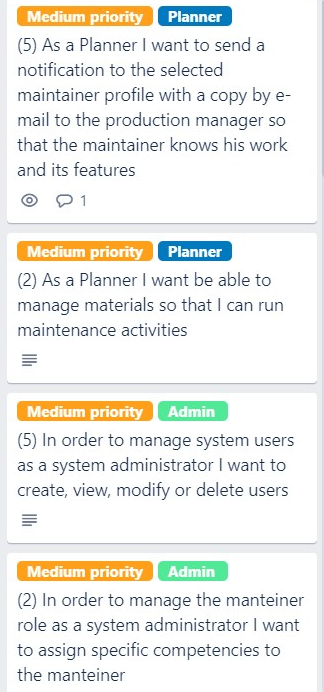 Medium priority Planner
(5) As a Planner I want to send a
notification to the selected
maintainer profile with a copy by e-
mail to the production manager so
that the maintainer knows his work
and its features
1
Medium priority Planner
(2) As a Planner I want be able to
manage materials so that I can run
maintenance activities
Medium priority Admin
(5) In order to manage system users
as a system administrator I want to
create, view, modify or delete users
Medium priority Admin
(2) In order to manage the manteiner
role as a system administrator I want
to assign specific competencies to
the manteiner